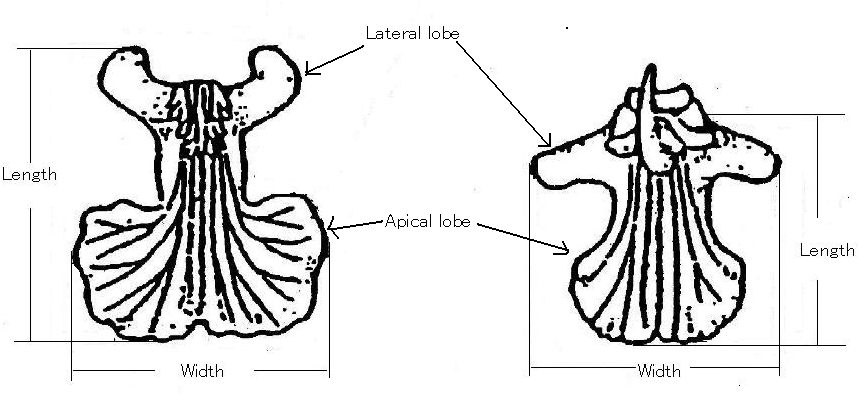 Lateral lobe
Length
Apical lobe
Length
Width
Width